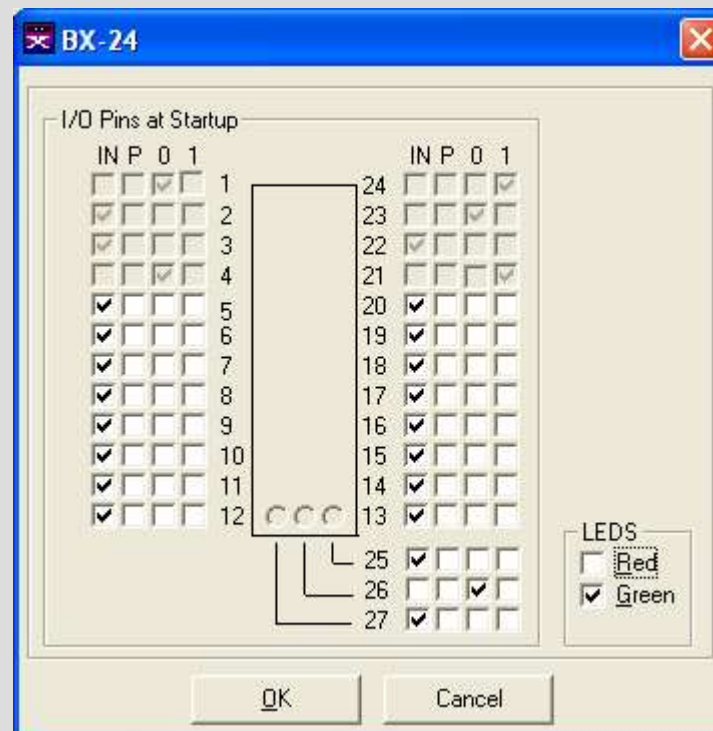 BX-24
I/O Pins at Startup
IN P 0 1 IN P 0 1
1 24
2 23
3 22
4 21
5 20
6 19
7 18
8 17
9 16
10 15
11 14
12 13
25
26
27
LEDS
Red
Green
OK Cancel